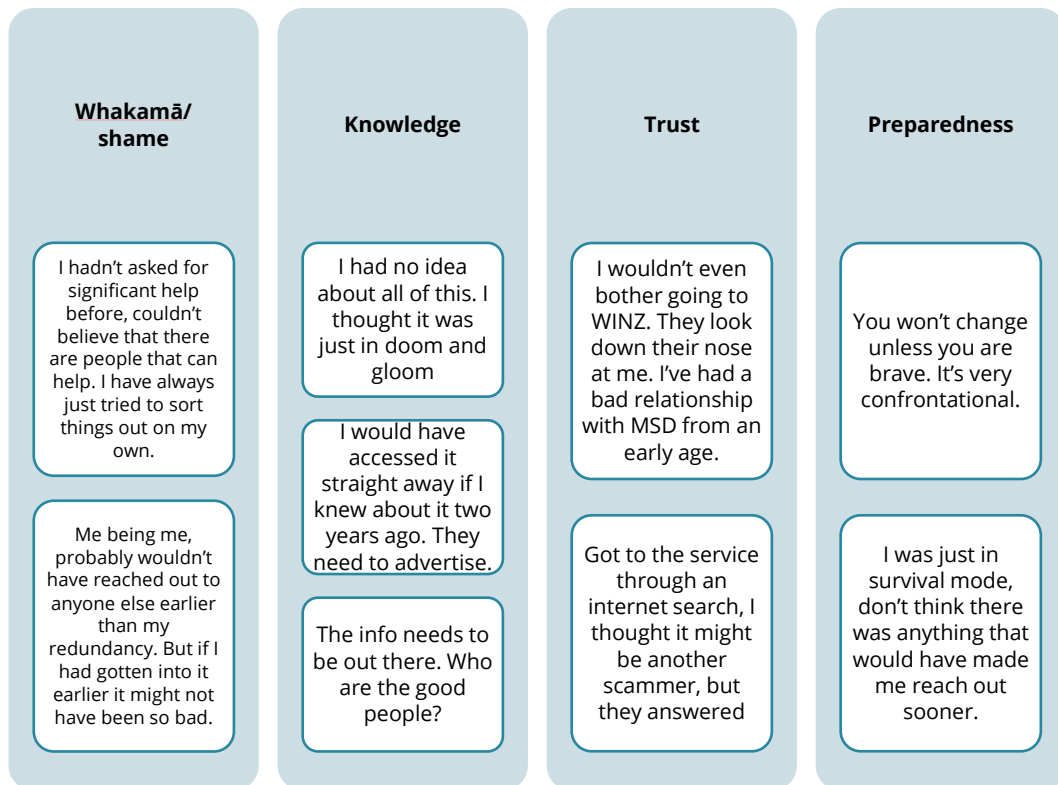 Whakamā/
shame
I hadn’t asked for
significant help
before, couldn’t
believe that there
are people that can
help. I have always
just tried to sort
things out on my
own.
Me being me,
probably wouldn’t
have reached out to
anyone else earlier
than my
redundancy. But if I
had gotten into it
earlier it might not
have been so bad.
Knowledge
I had no idea
about all of this. I
thought it was
just in doom and
gloom
I would have
accessed it
straight away if I
knew about it two
years ago. They
need to advertise.
The info needs to
be out there. Who
are the good
people?
Trust
I wouldn’t even
bother going to
WINZ. They look
down their nose
at me. I’ve had a
bad relationship
with MSD from an
early age.
Got to the service
through an
internet search, I
thought it might
be another
scammer, but
they answered
Preparedness
You won’t change
unless you are
brave. It’s very
confrontational.
I was just in
survival mode,
don’t think there
was anything that
would have made
me reach out
sooner.